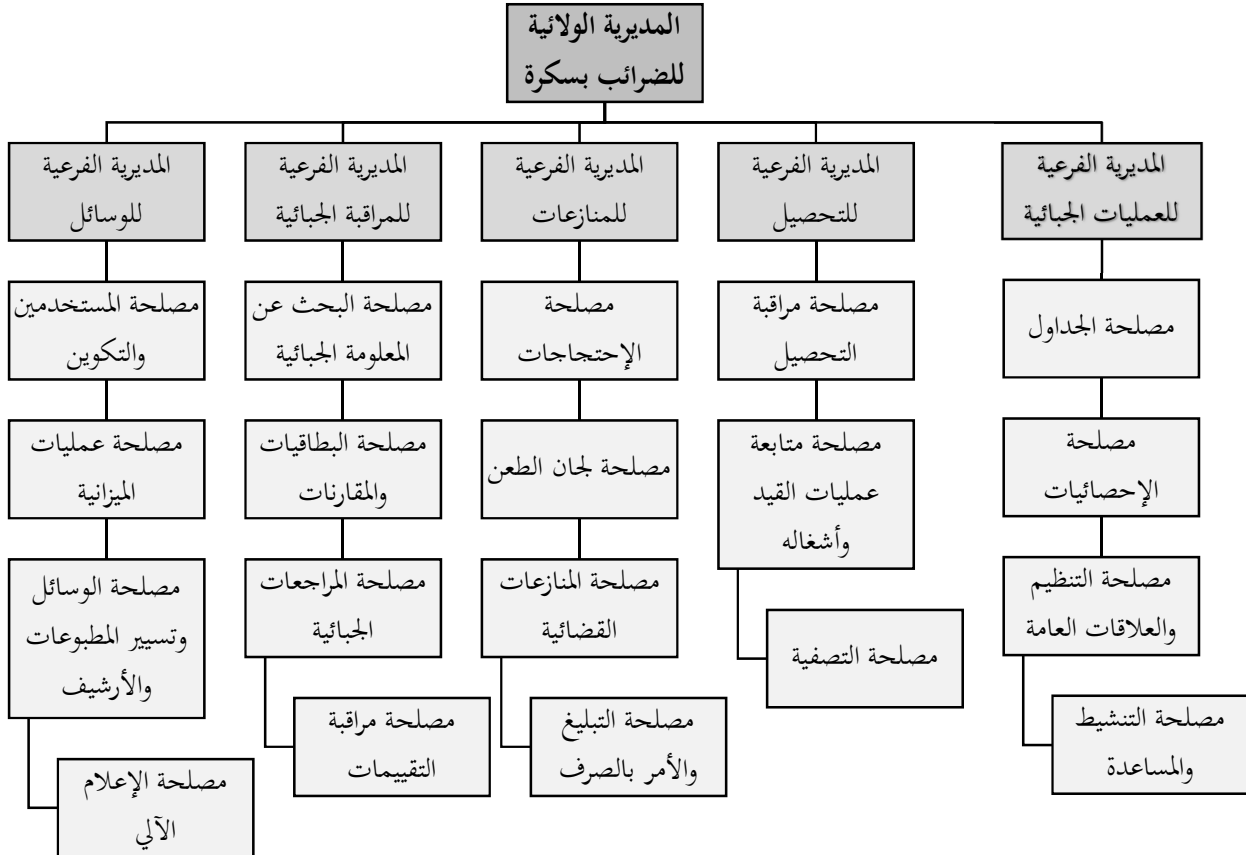 المديرية الولائية
للضرائب بسكرة
المديرية الفرعية
للعمليات الجبائية
المديرية الفرعية
للتحصيل
المديرية الفرعية
للمنازعات
المديرية الفرعية
للمراقبة الجبائية
المديرية الفرعية
للوسائل
مصلحة الجداول
مصلحة مراقبة
التحصيل
مصلحة
الإحتجاجات
مصلحة البحث عن
المعلومة الجبائية
مصلحة المستخدمين
والتكوين
مصلحة
الإحصائيات
مصلحة متابعة
عمليات القيد
وأشغاله
مصلحة لجان الطعن
مصلحة البطاقيات
والمقارنات
مصلحة عمليات
الميزانية
مصلحة التنظيم
والعلاقات العامة
مصلحة التصفية
مصلحة المنازعات
القضائية
مصلحة المراجعات
الجبائية
مصلحة الوسائل
وتسيير المطبوعات
والأرشيف
مصلحة التنشيط
والمساعدة
مصلحة التبليغ
والأمر بالصرف
مصلحة مراقبة
التقييمات
مصلحة الإعلام
الآلي